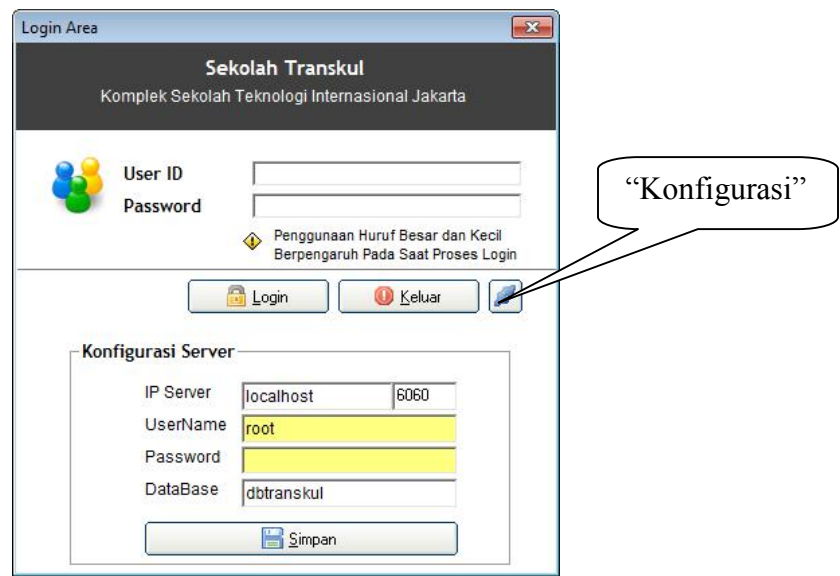 Login Area
Sekolah Transkul
Komplek Sekolah Teknologi Internasional Jakarta
User ID
Password
Penggunaan Huruf Besar dan Kecil
Berpengaruh Pada Saat Proses Login
“Konfigurasi”
Login Keluar
Konfigurasi Server
IP Server localhost 6060
UserName root
Password
DataBase dbtranskul
Simpan